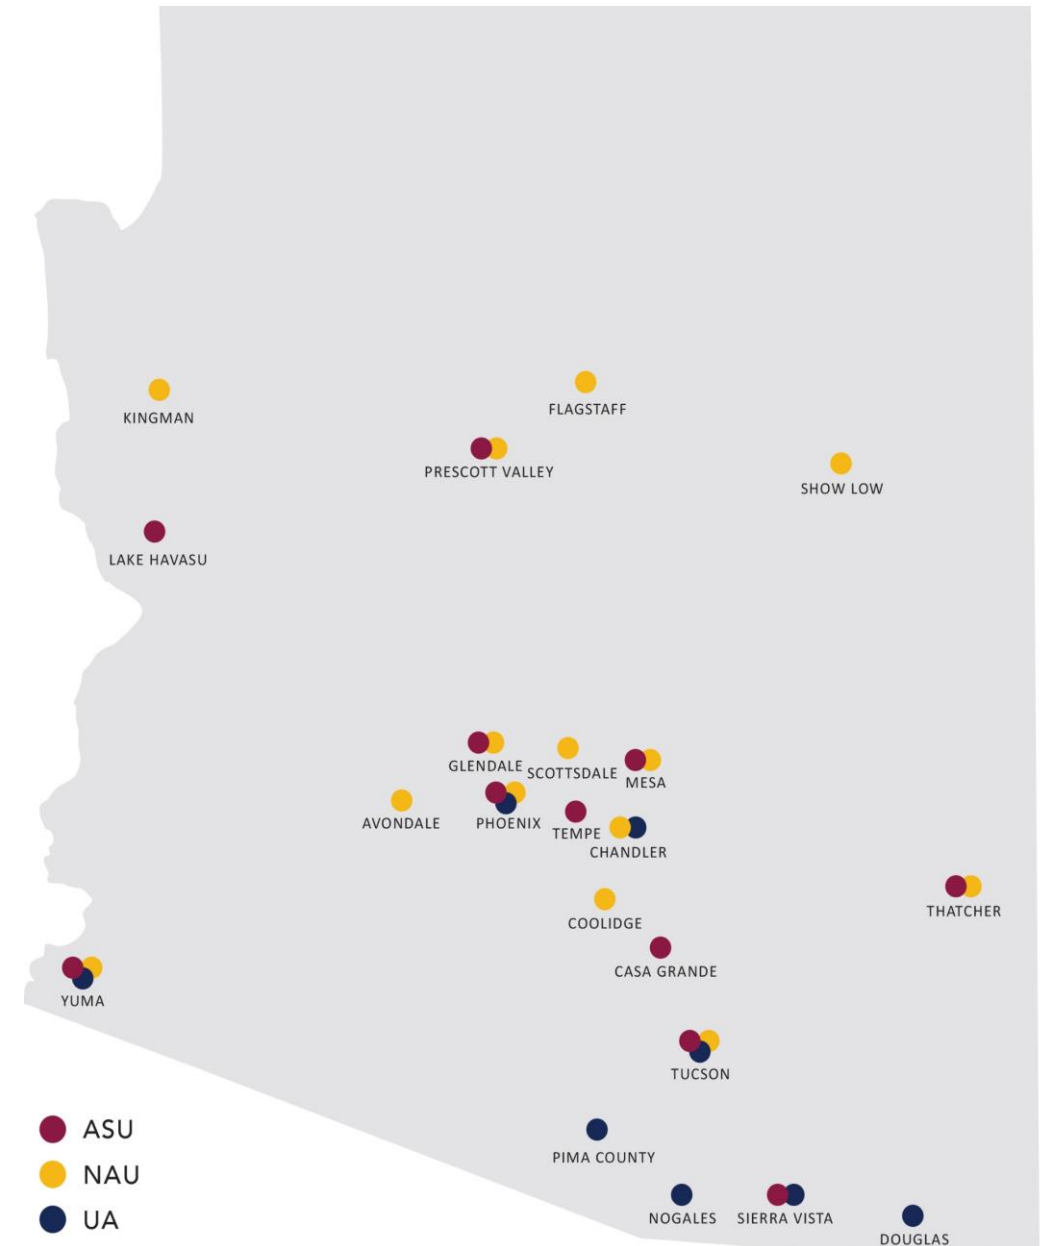 FLAGSTAFF
KINGMAN
PRESCOTT VALLEY
SHOW LOW
LAKE HAVASU
GLENDALE
SCOTTSDALE
MESA
AVONDALE
PHOENIX
TEMPE
CHANDLER
THATCHER
COOLIDGE
CASA GRANDE
YUMA
TUCSON
ASU
PIMA COUNTY
NAU
NOGALES
SIERRA VISTA
UA
DOUGLAS